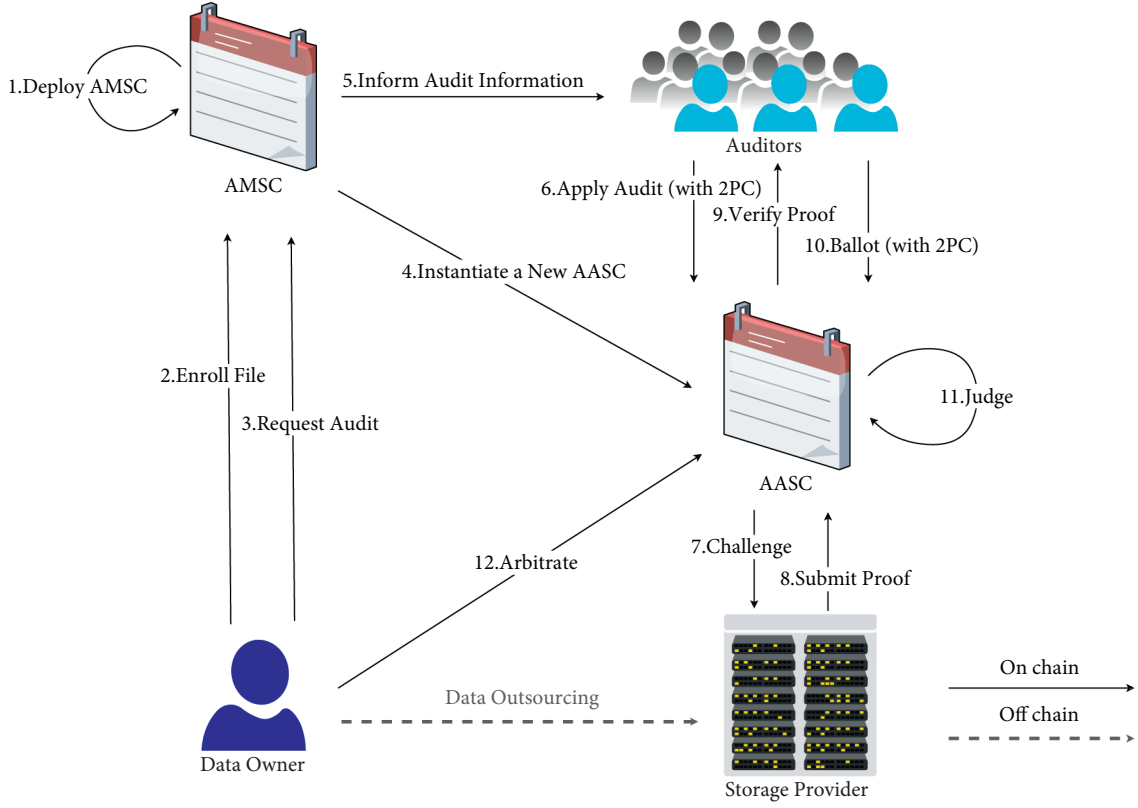 1.Deploy AMSC
5.Inform Audit Information
Auditors
AMSC
6.Apply Audit (with 2PC)
9.Verify Proof
10.Ballot (with 2PC)
4.Instantiate a New AASC
2.Enroll File
3.Request Audit
11.Judge
AASC
7.Challenge
12.Arbitrate
8.Submit Proof
Data Outsourcing
On chain
Off chain
Data Owner
Storage Provider